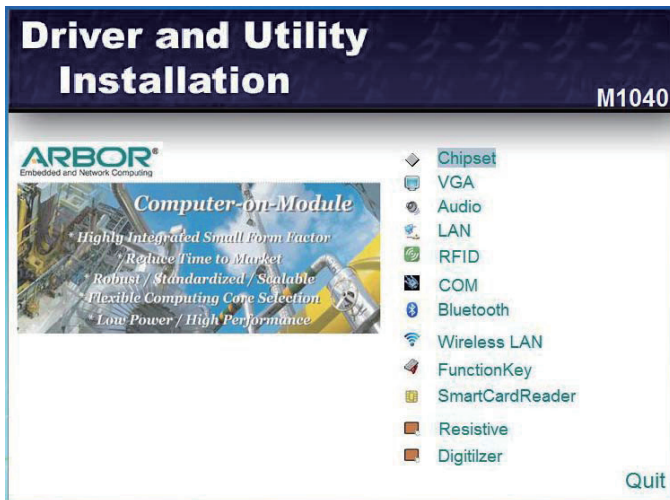 Driver and Utility
Installation
M1040
ARBOR®
Embedded and Network Computing
Computer-on-Module
* Highly Integrated Small Form Factor
* Reduce Time to Market
* Robust / Standardized / Scalable
* Flexible Computing Core Selection
* Low Power / High Performance
Chipset
VGA
Audio
LAN
RFID
COM
Bluetooth
Wireless LAN
FunctionKey
SmartCardReader
Resistive
Digitilzer
Quit